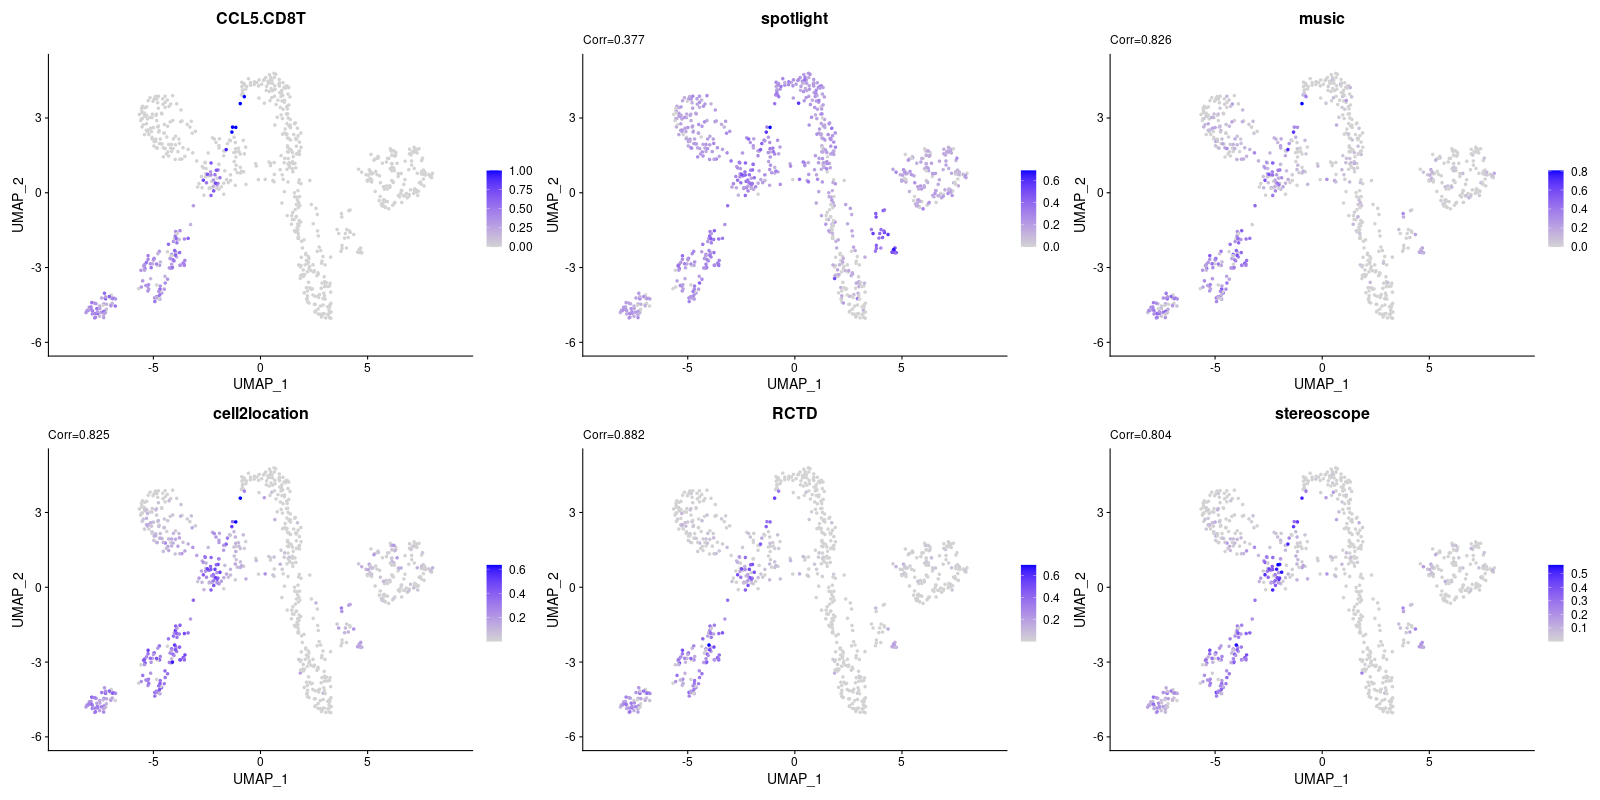 CCL5.CD8T
UMAP_2
3
0
-3
-6
-5
0
5
UMAP_1
1.00
0.75
0.50
0.25
0.00
spotlight
Corr=0.377
UMAP_2
3
0
-3
-6
-5
0
5
UMAP_1
0.6
0.4
0.2
0.0
music
Corr=0.826
UMAP_2
3
0
-3
-6
-5
0
5
UMAP_1
0.8
0.6
0.4
0.2
0.0
cell2location
Corr=0.825
UMAP_2
3
0
-3
-6
-5
0
5
UMAP_1
0.6
0.4
0.2
RCTD
Corr=0.882
UMAP_2
3
0
-3
-6
-5
0
5
UMAP_1
0.6
0.4
0.2
stereoscope
Corr=0.804
UMAP_2
3
0
-3
-6
-5
0
5
UMAP_1
0.5
0.4
0.3
0.2
0.1